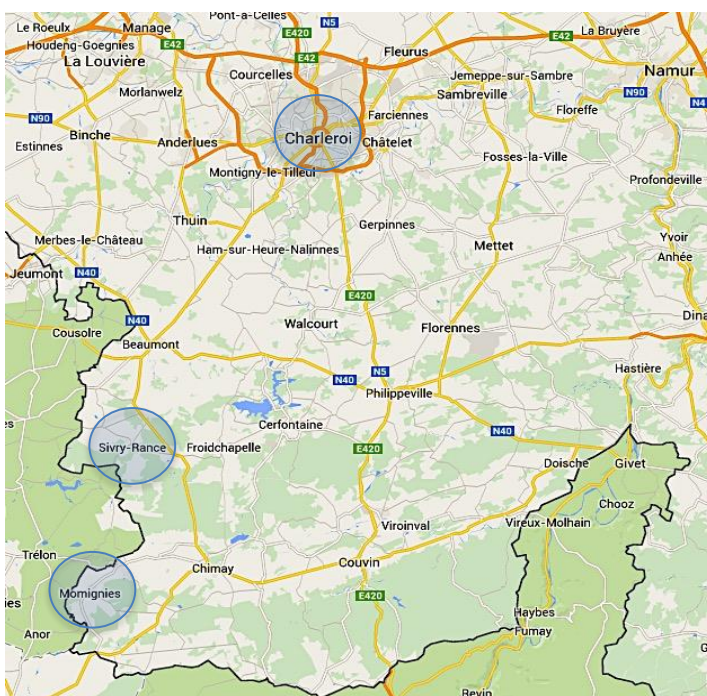 Pont-à-Celles
N5
Le Roeulx
Manage
E420
La Bruyère
Houdeng-Goegnies
E42
E42
Fleurus
E42
La Louvière
Courcelles
Jemeppe-sur-Sambre
Namur
Morlanwelz
Sambreville
N90
N4
N90
Farciennes
Floreffe
Binche
Anderlues
Charleroi
Châtelet
Estinnes
Fosses-la-Ville
Montigny-le-Tilleul
Profondeville
Thuin
Gerpinnes
Merbes-le-Château
Ham-sur-Heure-Nalinnes
Mettet
Yvoir
Anhée
Jeumont
N40
E420
N40
Walcourt
Florennes
Dina
Cousolre
Beaumont
Hastière
N5
N40
Philippeville
Cerfontaine
N40
Sivry-Rance
Froidchapelle
E420
Doische
Givet
Chooz
Viroinval
Vireux-Molhain
Trélon
Chimay
Couvin
Momignies
E420
ies
Haybes
Anor
Fumay
G
Revin